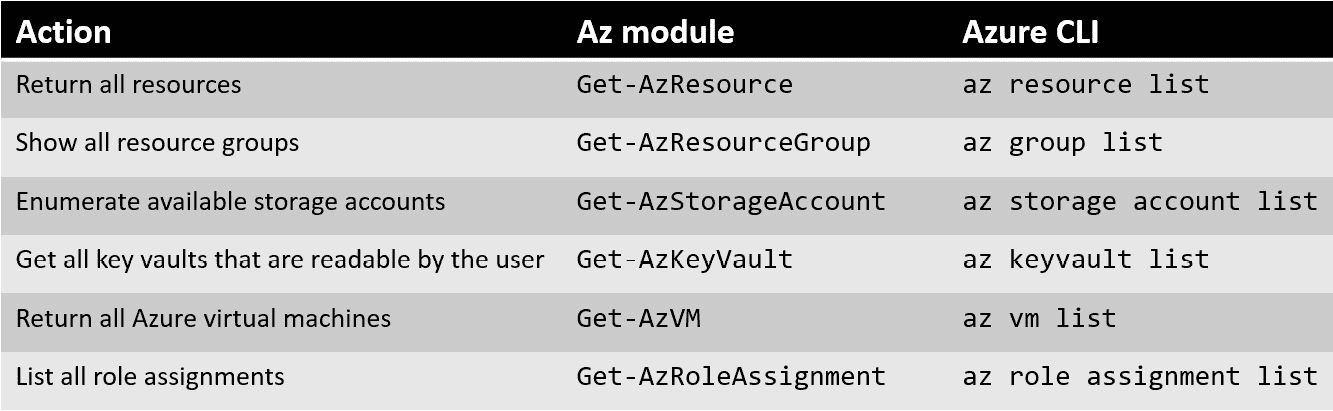 Action Az module Azure CLI
Return all resources Get-AzResource az resource list
Show all resource groups Get-AzResourceGroup az group list
Enumerate available storage accounts Get-AzStorageAccount az storage account list
Get all key vaults that are readable by the user Get-AzKeyVault az keyvault list
Return all Azure virtual machines Get-AzVM az vm list
List all role assignments Get-AzRoleAssignment az role assignment list